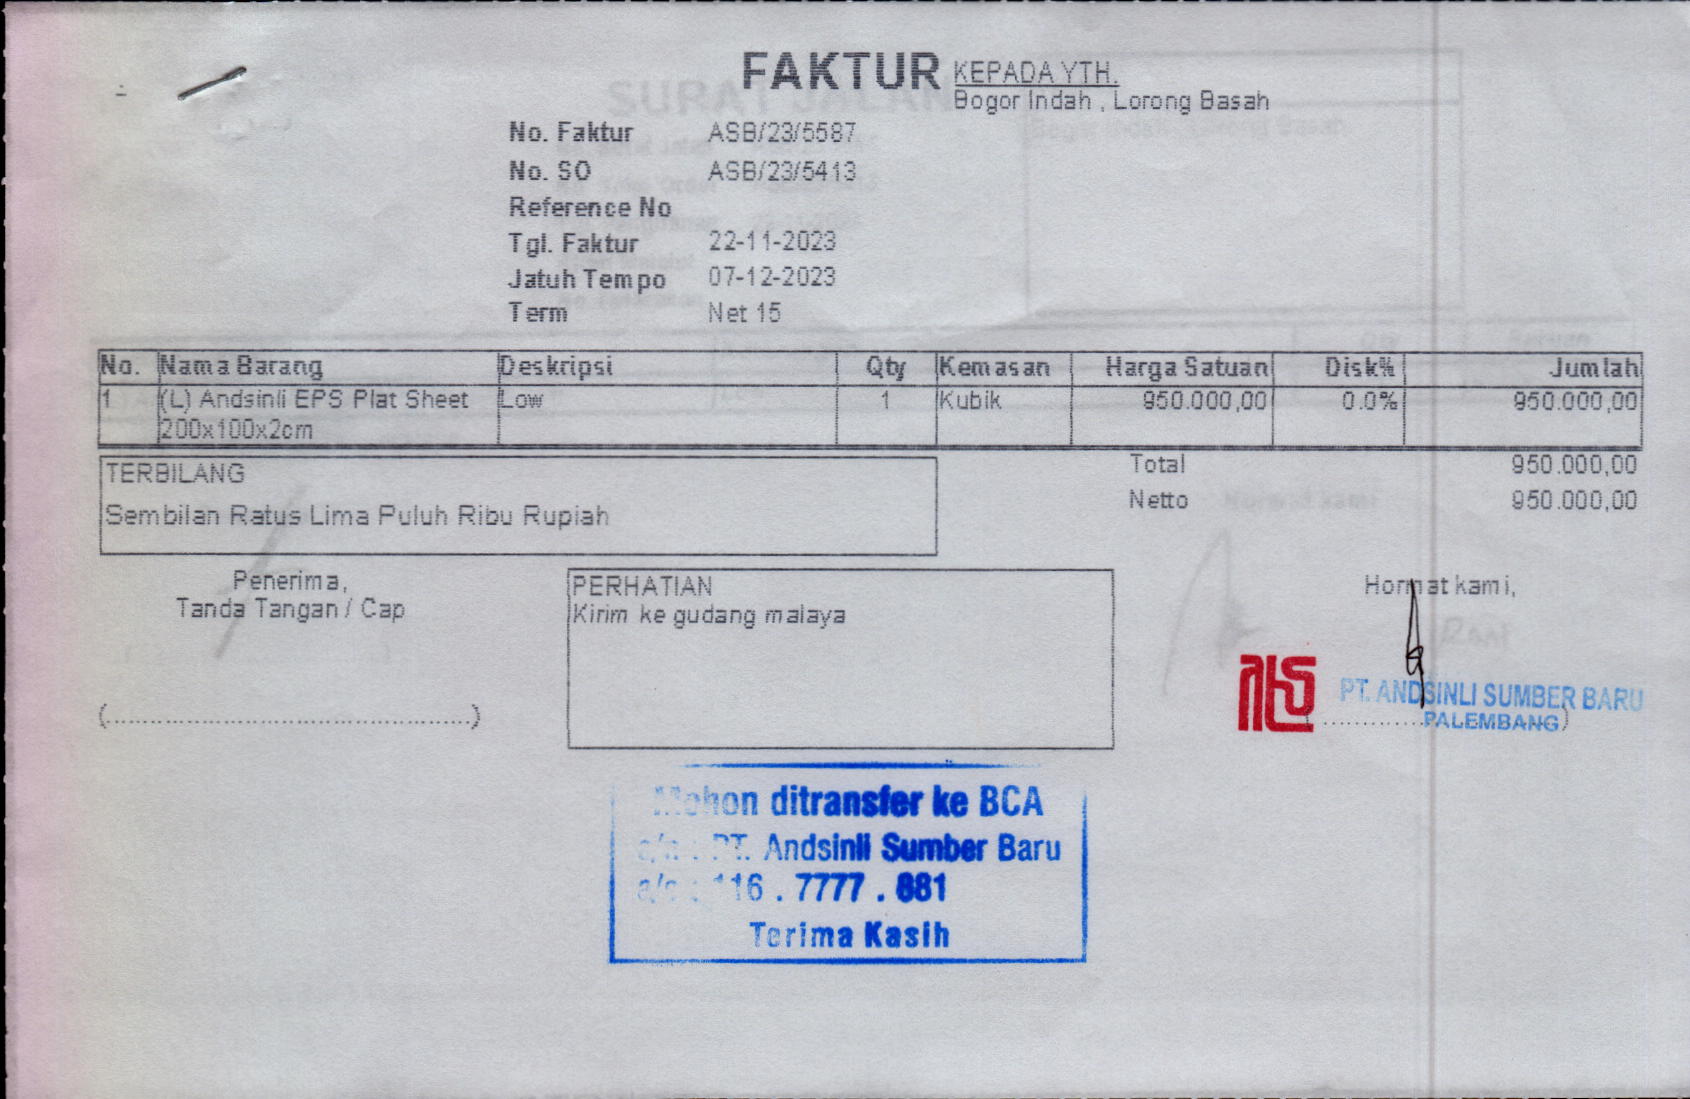 FAKTUR
KEPADA YTH.
Bogor Indah , Lorong Basah
No. Faktur ASB/23/5587
No. SO ASB/23/5413
Reference No
Tgl. Faktur 22-11-2023
Jatuh Tempo 07-12-2023
Term Net 15
No. Nama Barang Deskripsi Qty Kemasan Harga Satuan Disk% Jumlah
1 (L) Andsinli EPS Plat Sheet Low 1 Kubik 950.000,00 0.0% 950.000,00
200x100x2cm
TERBILANG
Sembilan Ratus Lima Puluh Ribu Rupiah
Total 950.000,00
Netto 950.000,00
Penerima,
Tanda Tangan / Cap
(................................................)
PERHATIAN
Kirim ke gudang malaya
Hormat kami,
PT. ANDSINLI SUMBER BARU
PALEMBANG
Mohon ditransfer ke BCA
PT. Andsinli Sumber Baru
116 . 7777 . 881
Terima Kasih